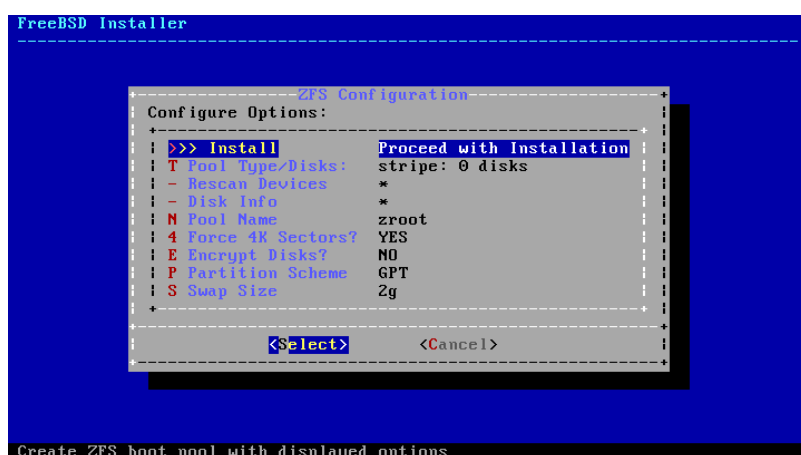 FreeBSD Installer
ZFS Configuration
Configure Options:
>>> Install Proceed with Installation
T Pool Type/Disks: stripe: 0 disks
- Rescan Devices *
- Disk Info *
N Pool Name zroot
4 Force 4K Sectors? YES
E Encrypt Disks? NO
P Partition Scheme GPT
S Swap Size 2g
<Select> <Cancel>
Create ZFS boot pool with displayed options